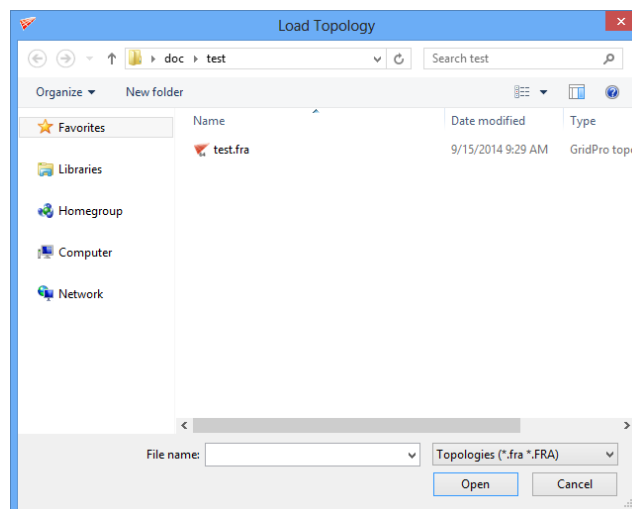 Load Topology
doc test
Search test
Organize New folder
Favorites
Libraries
Homegroup
Computer
Network
Name Date modified Type
test.fra 9/15/2014 9:29 AM GridPro topo
File name:
Topologies (*.fra *.FRA)
Open Cancel